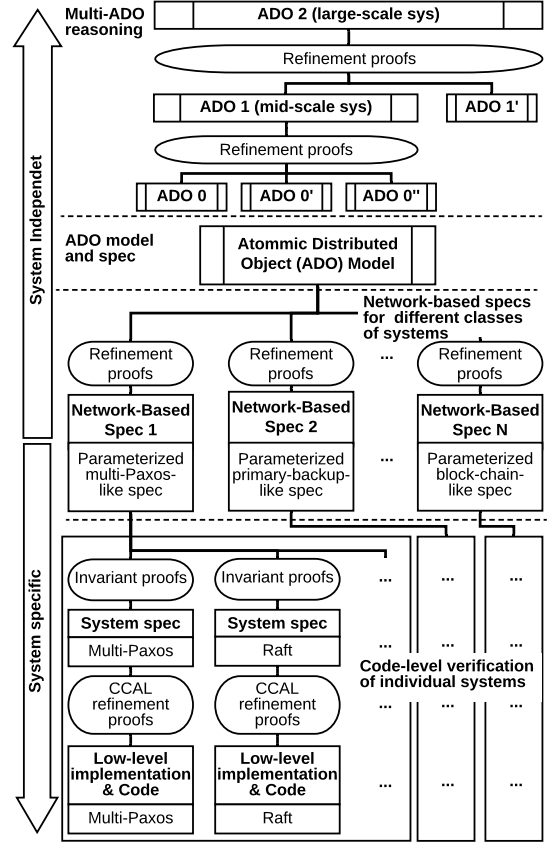 Multi-ADO
reasoning
ADO 2 (large-scale sys)
Refinement proofs
ADO 1 (mid-scale sys)
ADO 1'
Refinement proofs
ADO 0
ADO 0'
ADO 0''
System Independet
ADO model
and spec
Atommic Distributed
Object (ADO) Model
Network-based specs
for different classes
of systems
Refinement
proofs
Refinement
proofs
...
Refinement
proofs
Network-Based
Spec 1
Network-Based
Spec 2
Network-Based
Spec N
Parameterized
multi-Paxos-
like spec
Parameterized
primary-backup-
like spec
...
Parameterized
block-chain-
like spec
System specific
Invariant proofs
Invariant proofs
...
...
...
System spec
System spec
Multi-Paxos
Raft
...
...
...
Code-level verification
of individual systems
CCAL
refinement
proofs
CCAL
refinement
proofs
...
...
...
Low-level
implementation
& Code
Low-level
implementation
& Code
...
...
...
Multi-Paxos
Raft